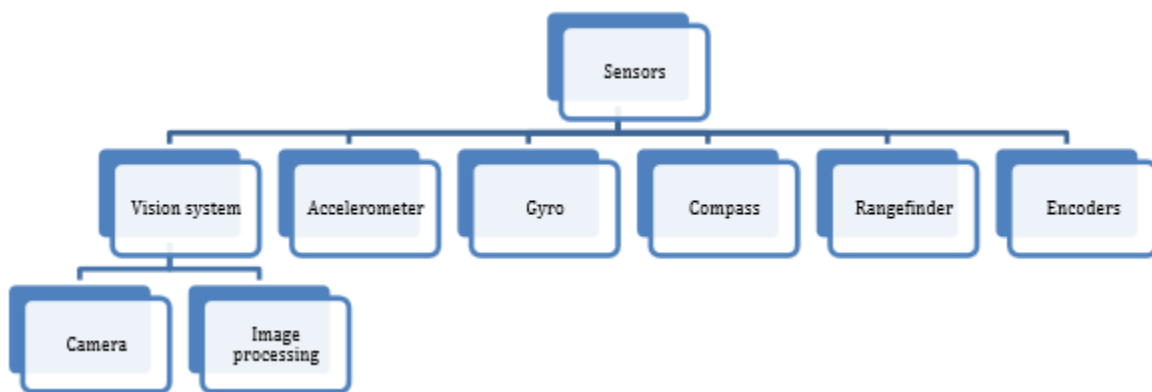 Sensors
Vision system
Accelerometer
Gyro
Compass
Rangefinder
Encoders
Camera
Image
processing